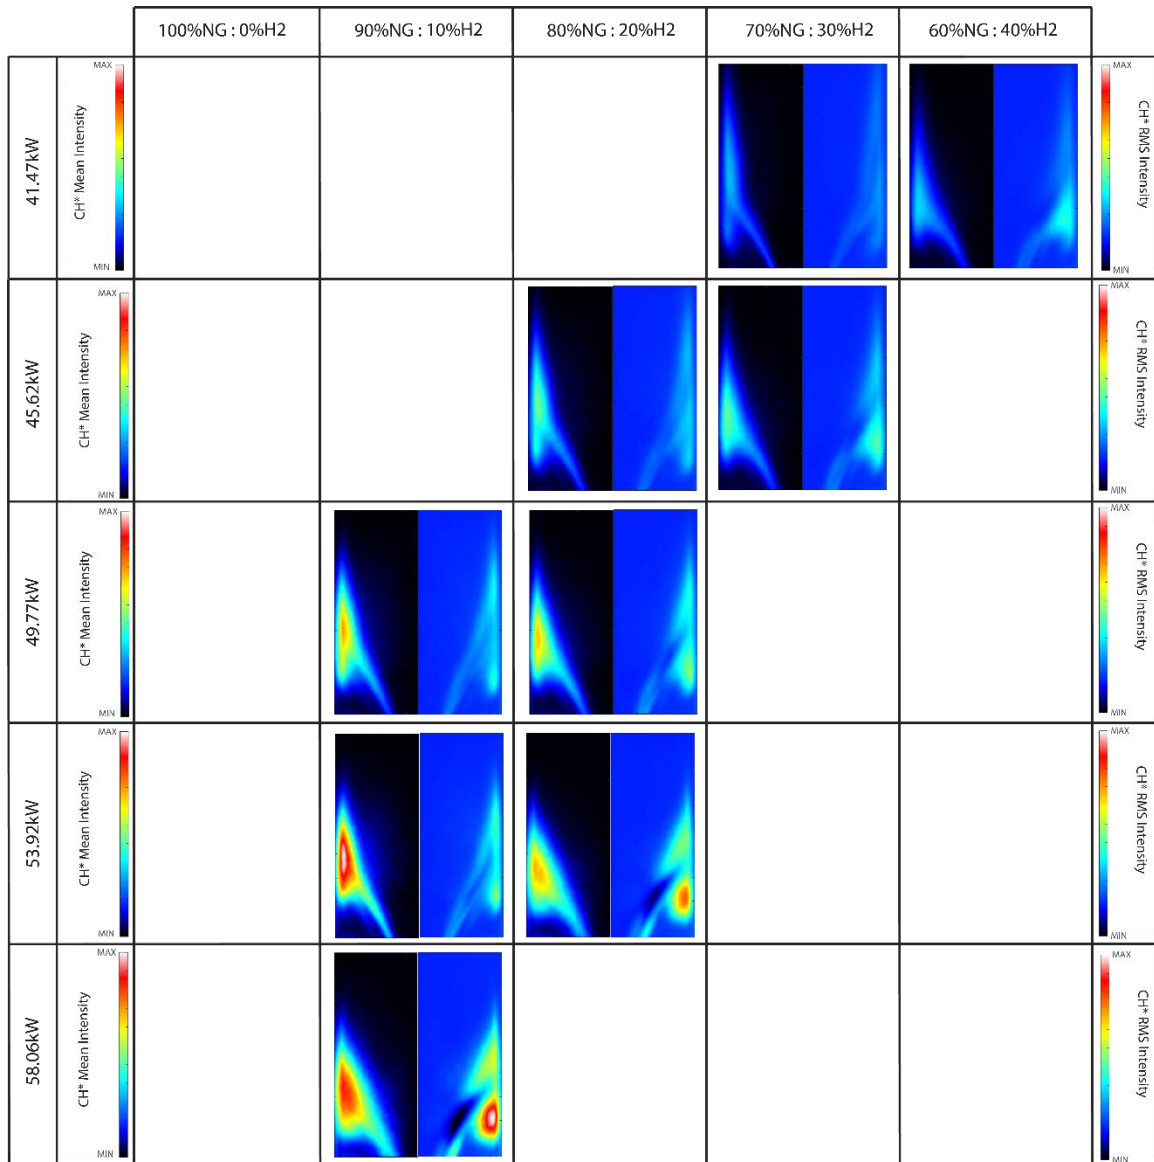 100%NG : 0%H2
90%NG : 10%H2
80%NG : 20%H2
70%NG : 30%H2
60%NG : 40%H2
41.47kW
CH* Mean Intensity
MAX
MIN
MAX
MIN
CH* RMS Intensity
45.62kW
CH* Mean Intensity
MAX
MIN
MAX
MIN
CH* RMS Intensity
49.77kW
CH* Mean Intensity
MAX
MIN
MAX
MIN
CH* RMS Intensity
53.92kW
CH* Mean Intensity
MAX
MIN
MAX
MIN
CH* RMS Intensity
58.06kW
CH* Mean Intensity
MAX
MIN
MAX
MIN
CH* RMS Intensity